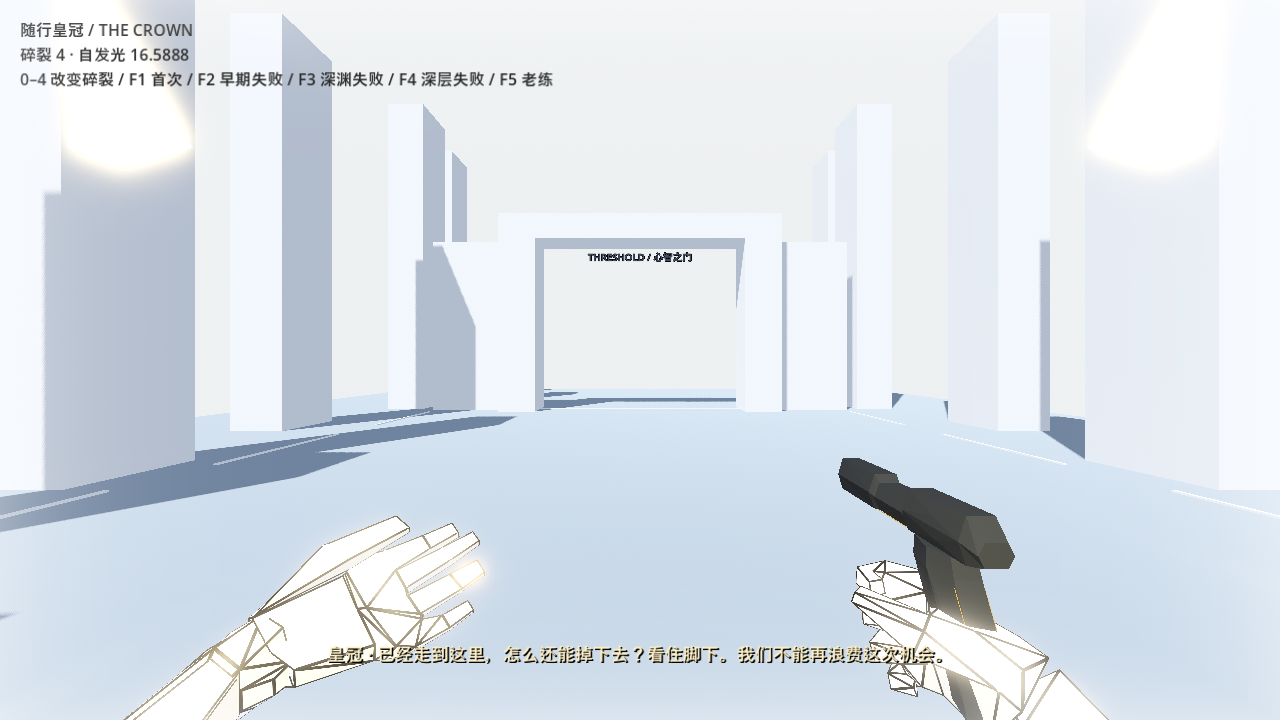 随行皇冠 / THE CROWN
碎裂 4 · 自发光 16.5888
0–4 改变碎裂 / F1 首次 / F2 早期失败 / F3 深渊失败 / F4 深层失败 / F5 老练
THRESHOLD / 心智之门
皇冠 · 已经走到这里，怎么还能掉下去？看住脚下。我们不能再浪费这次机会。